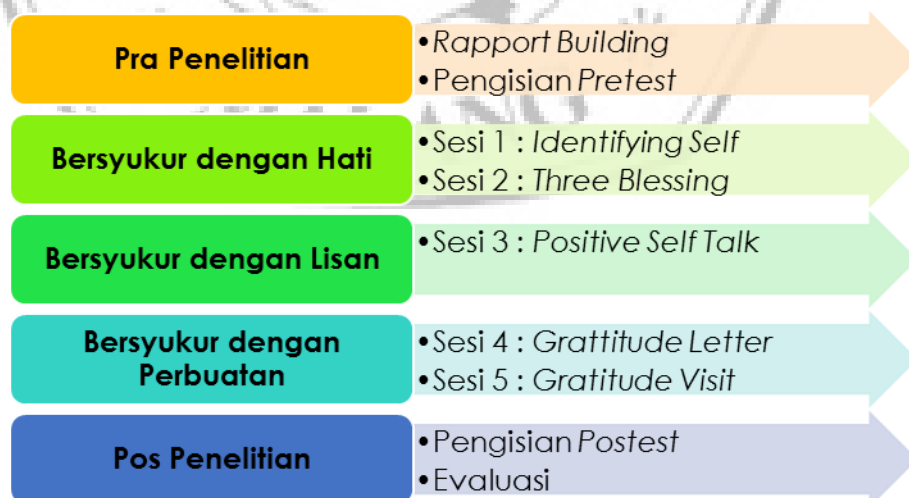 Pra Penelitian
•Rapport Building
•Pengisian Pretest
Bersyukur dengan Hati
•Sesi 1 : Identifying Self
•Sesi 2 : Three Blessing
Bersyukur dengan Lisan
•Sesi 3 : Positive Self Talk
Bersyukur dengan
Perbuatan
•Sesi 4 : Grattitude Letter
•Sesi 5 : Gratitude Visit
Pos Penelitian
•Pengisian Postest
•Evaluasi